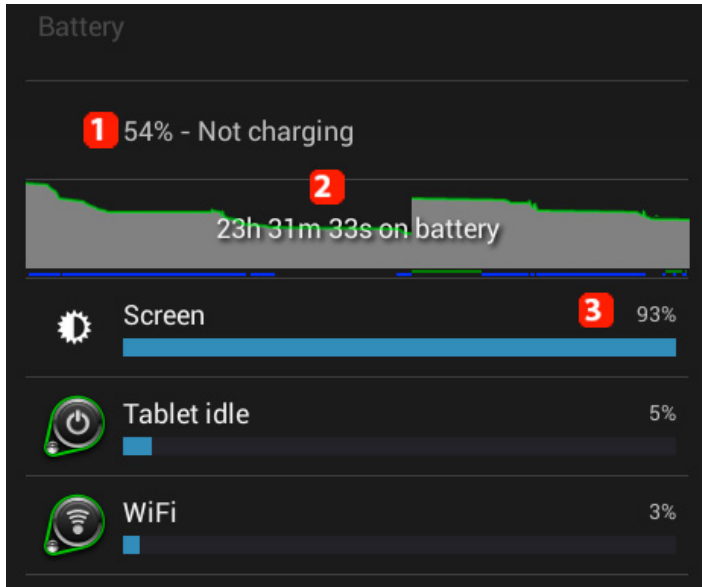 Battery
1 54% - Not charging
2
23h 31m 33s on battery
Screen 3 93%
Tablet idle 5%
WiFi 3%